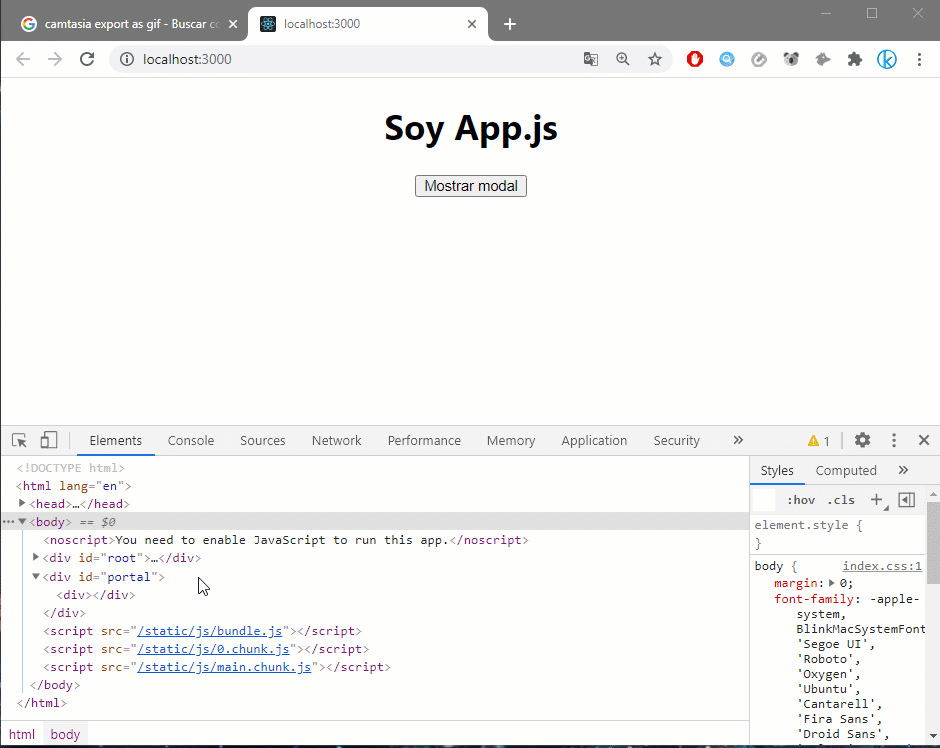 camtasia export as gif - Buscar co
localhost:3000
localhost:3000
Soy App.js
Mostrar modal
Elements Console Sources Network Performance Memory Application Security » 1
<!DOCTYPE html>
<html lang="en">
<head>…</head>
<body> == $0
<noscript>You need to enable JavaScript to run this app.</noscript>
<div id="root">…</div>
<div id="portal">
<div></div>
</div>
<script src="/static/js/bundle.js"></script>
<script src="/static/js/0.chunk.js"></script>
<script src="/static/js/main.chunk.js"></script>
</body>
</html>
html body
Styles Computed »
:hov .cls
element.style {
}
body { index.css:1
margin: 0;
font-family: -apple-
system,
BlinkMacSystemFont
'Segoe UI',
'Roboto',
'Oxygen',
'Ubuntu',
'Cantarell',
'Fira Sans',
'Droid Sans',